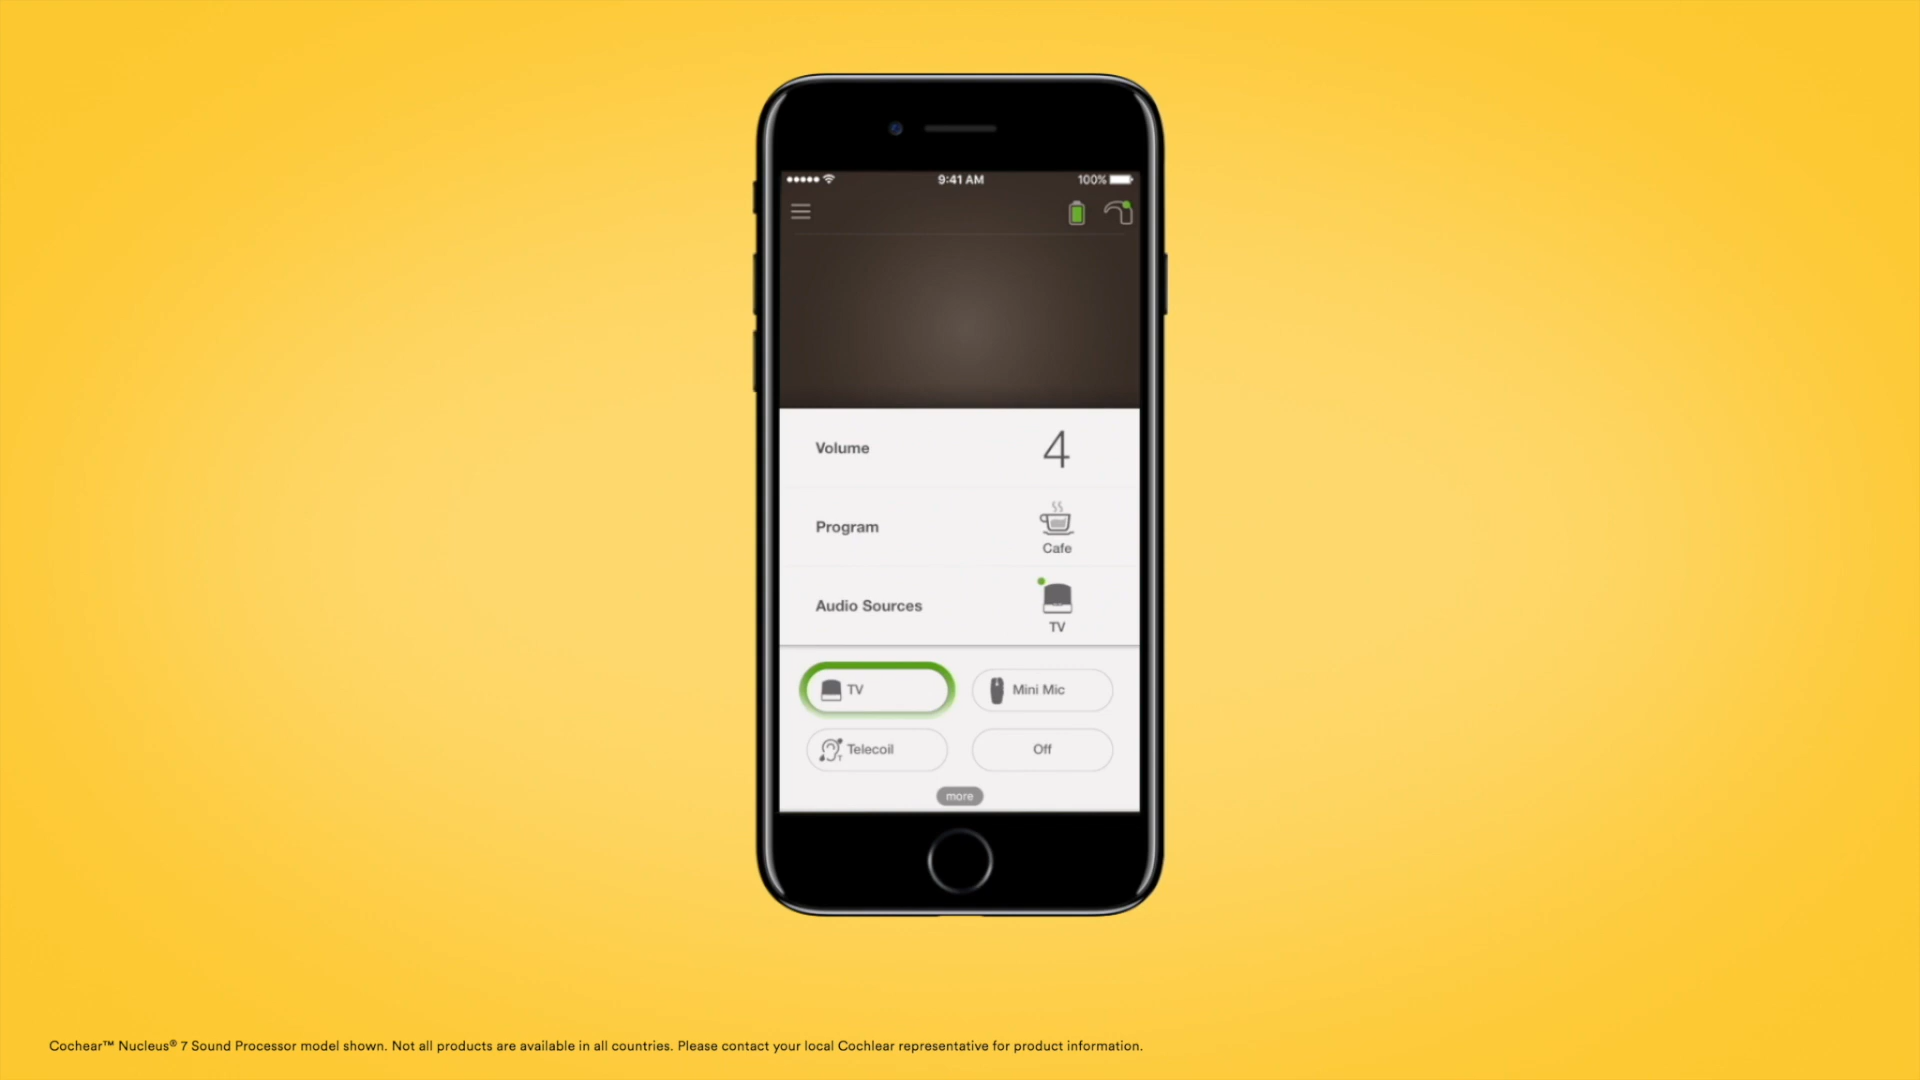 9:41 AM
100%
Volume
4
Program
Cafe
Audio Sources
TV
TV
Mini Mic
Telecoil
Off
more
Cochear™ Nucleus® 7 Sound Processor model shown. Not all products are available in all countries. Please contact your local Cochlear representative for product information.